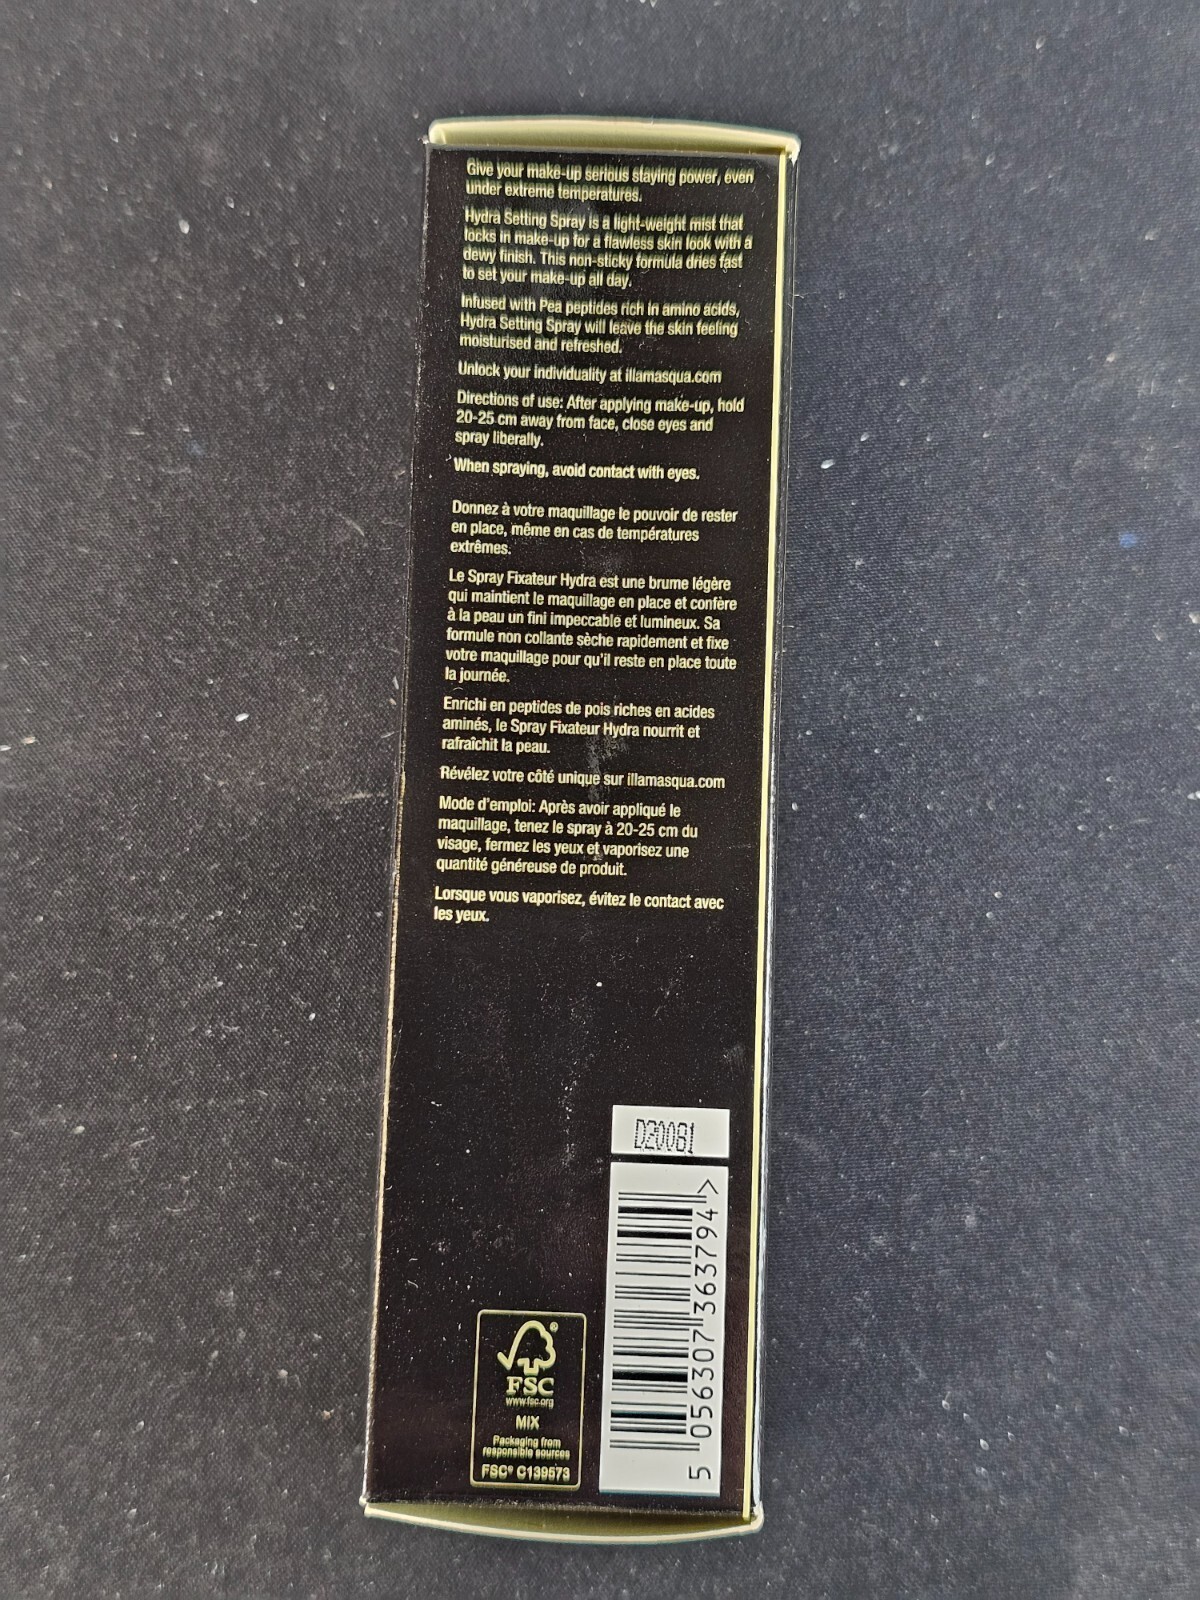 Give your make-up serious staying power, even
under extreme temperatures.
Hydra Setting Spray is a light-weight mist that
locks in make-up for a flawless skin look with a
dewy finish. This non-sticky formula dries fast
to set your make-up all day.
Infused with Pea peptides rich in amino acids,
Hydra Setting Spray will leave the skin feeling
moisturised and refreshed.
Unlock your individuality at illamasqua.com
Directions of use: After applying make-up, hold
20-25 cm away from face, close eyes and
spray liberally.
When spraying, avoid contact with eyes.
Donnez à votre maquillage le pouvoir de rester
en place, même en cas de températures
extrêmes.
Le Spray Fixateur Hydra est une brume légère
qui maintient le maquillage en place et confère
à la peau un fini impeccable et lumineux. Sa
formule non collante sèche rapidement et fixe
votre maquillage pour qu'il reste en place toute
la journée.
Enrichi en peptides de pois riches en acides
aminés, le Spray Fixateur Hydra nourrit et
rafraîchit la peau.
Révélez votre côté unique sur illamasqua.com
Mode d'emploi: Après avoir appliqué le
maquillage, tenez le spray à 20-25 cm du
visage, fermez les yeux et vaporisez une
quantité généreuse de produit.
Lorsque vous vaporisez, évitez le contact avec
les yeux.
D20081
5 056307 363794 >
FSC
www.fsc.org
MIX
Packaging from
responsible sources
FSC® C139573